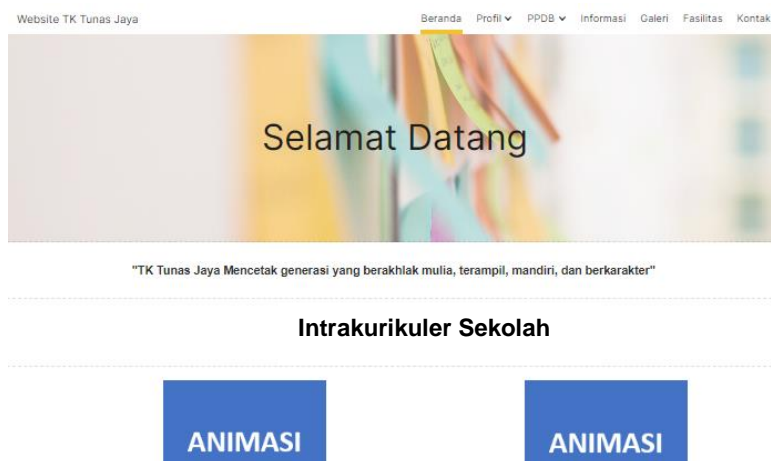 Website TK Tunas Jaya
Beranda Profil PPDB Informasi Galeri Fasilitas Kontak
Selamat Datang
"TK Tunas Jaya Mencetak generasi yang berakhlak mulia, terampil, mandiri, dan berkarakter"
Intrakurikuler Sekolah
ANIMASI ANIMASI